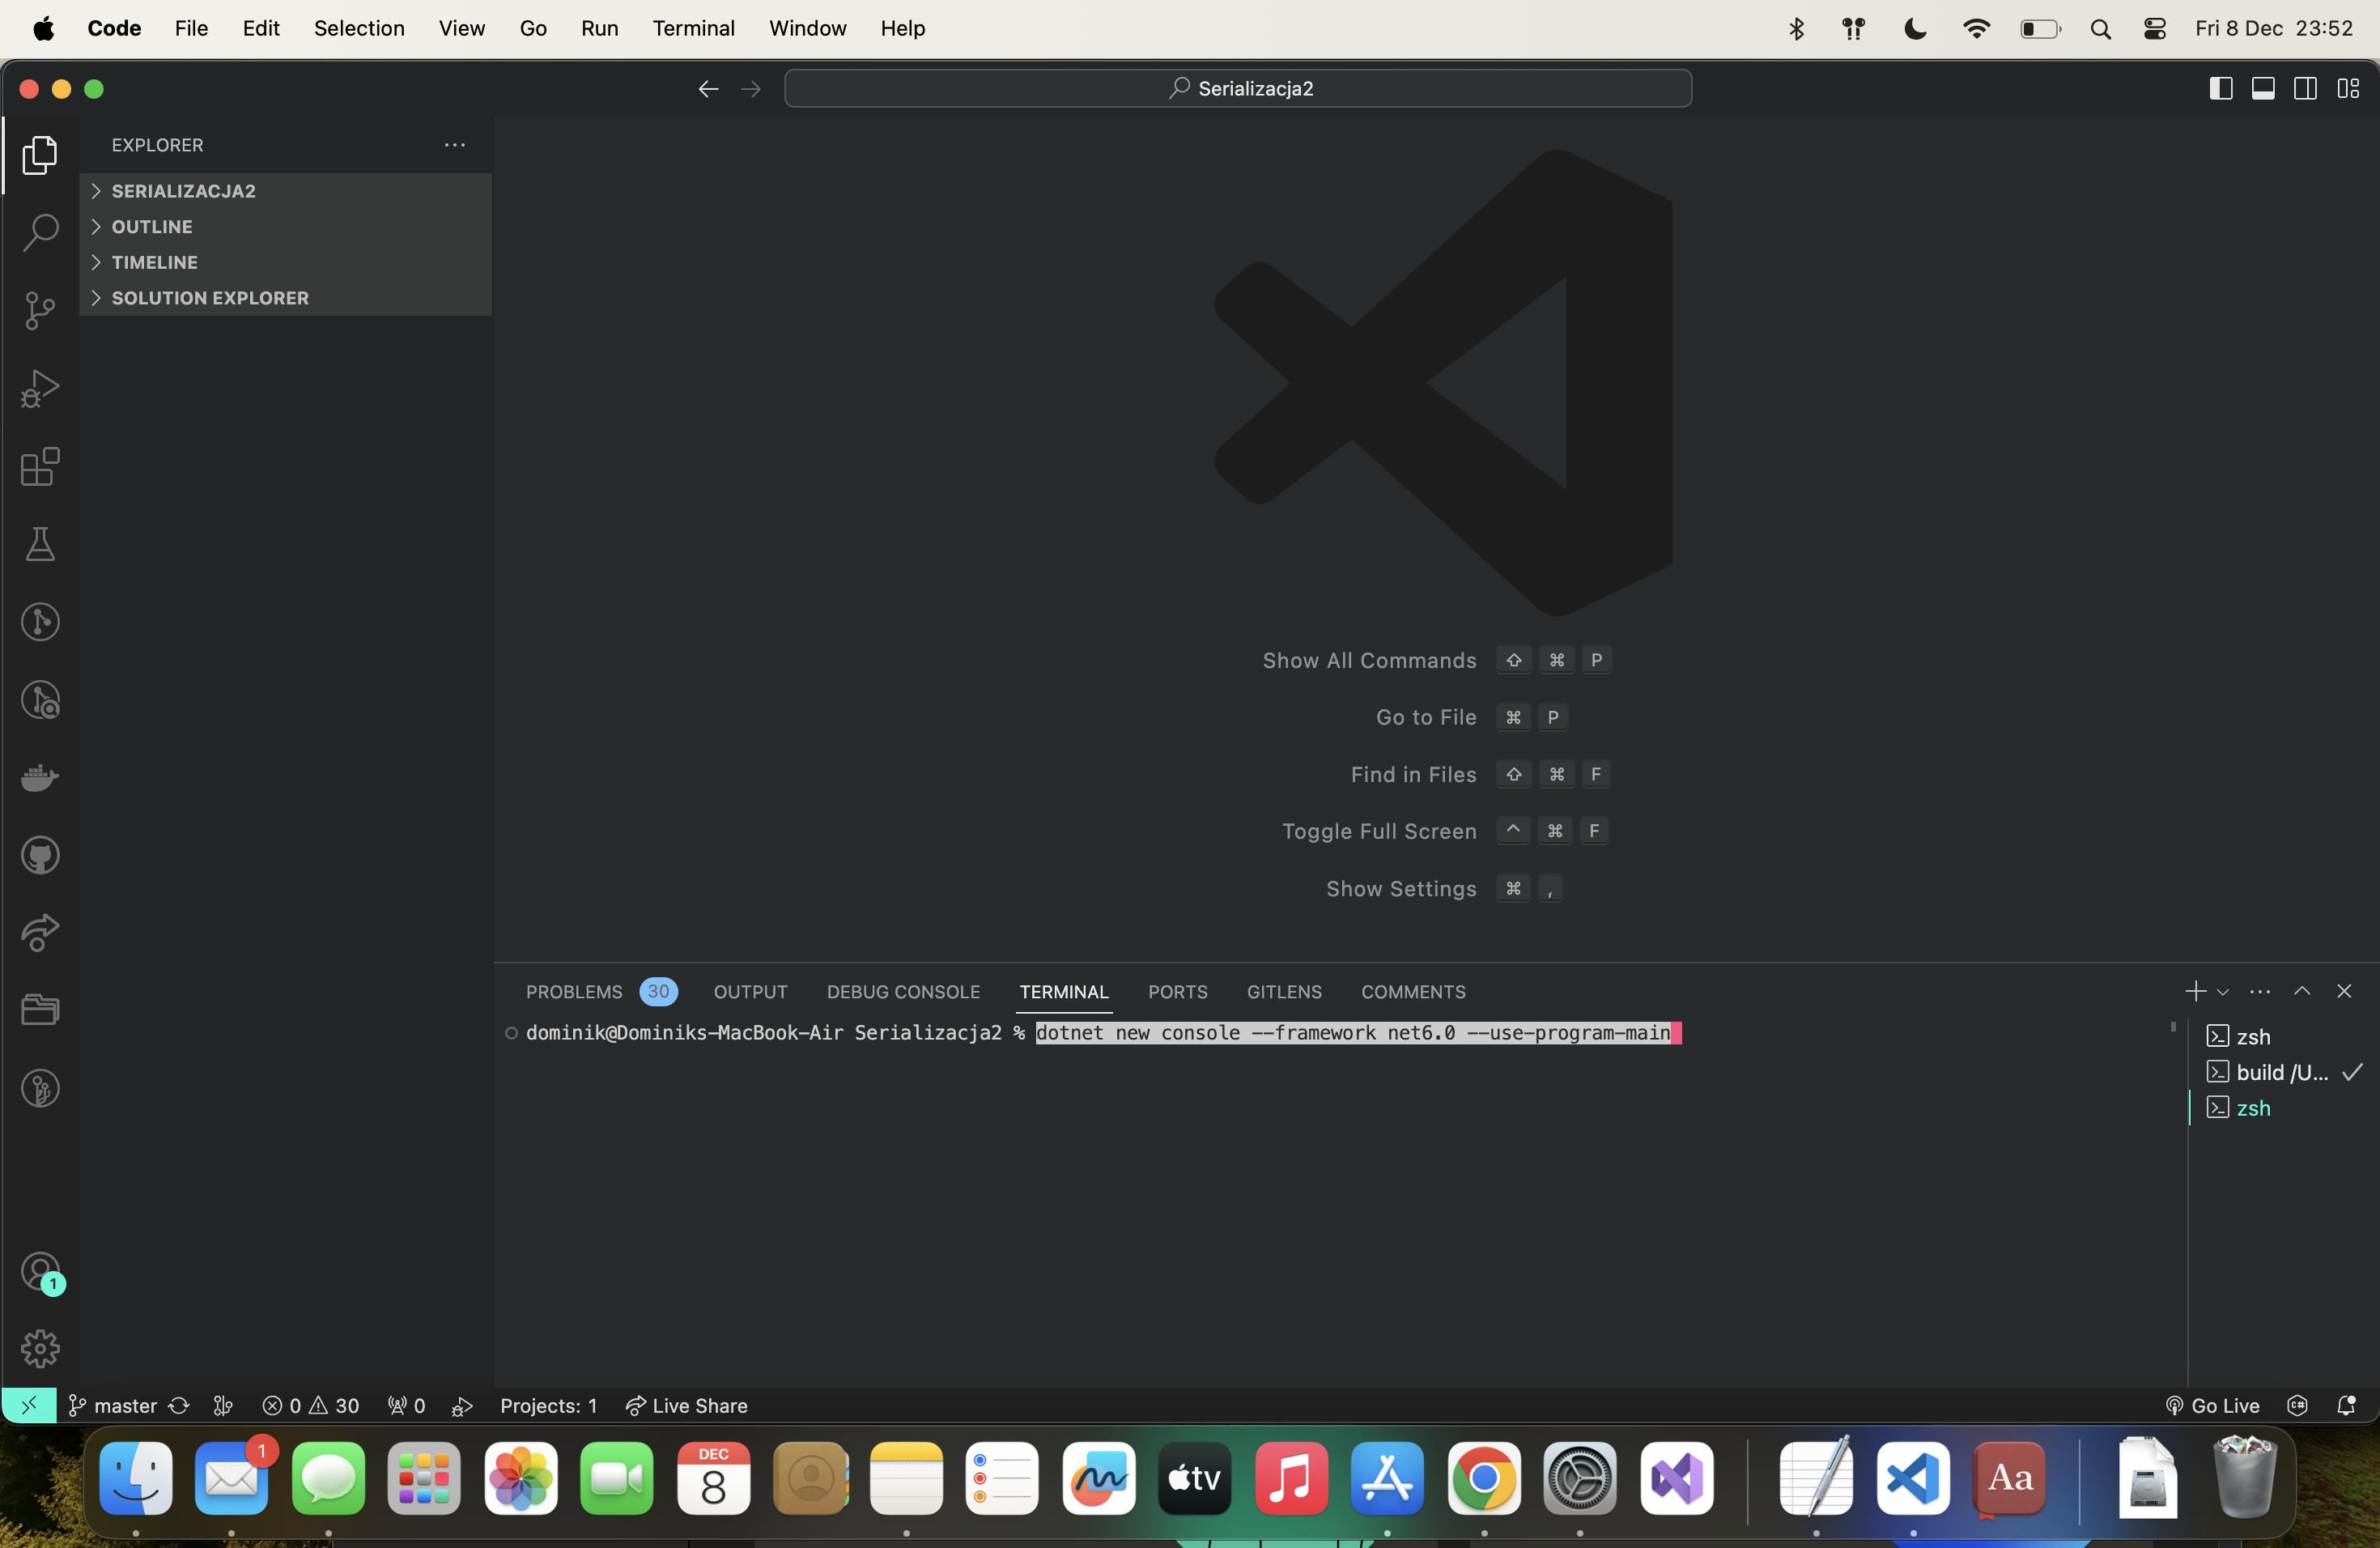 Code File Edit Selection View Go Run Terminal Window Help Fri 8 Dec 23:52
Serializacja2
EXPLORER
SERIALIZACJA2
OUTLINE
TIMELINE
SOLUTION EXPLORER
Show All Commands ⇧ ⌘ P
Go to File ⌘ P
Find in Files ⇧ ⌘ F
Toggle Full Screen ^ ⌘ F
Show Settings ⌘ ,
PROBLEMS 30 OUTPUT DEBUG CONSOLE TERMINAL PORTS GITLENS COMMENTS
dominik@Dominiks-MacBook-Air Serializacja2 % dotnet new console --framework net6.0 --use-program-main
zsh
build /U...
zsh
1
master 0 30 0 Projects: 1 Live Share Go Live
1
DEC
8
tv
Aa